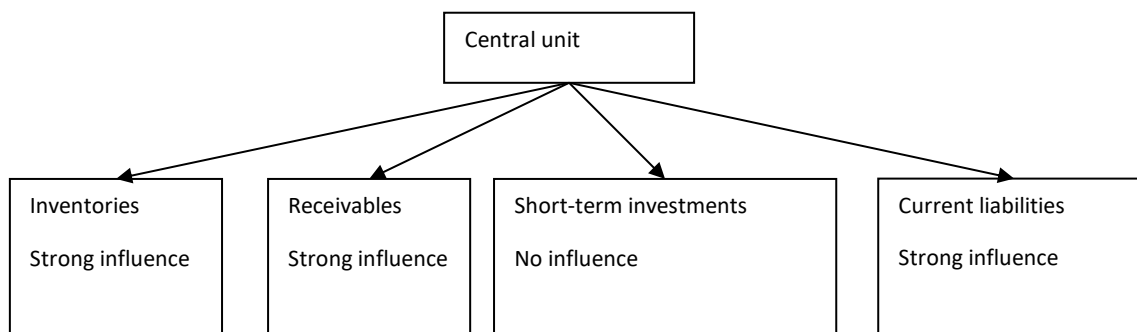 Central unit
Inventories
Strong influence
Receivables
Strong influence
Short-term investments
No influence
Current liabilities
Strong influence